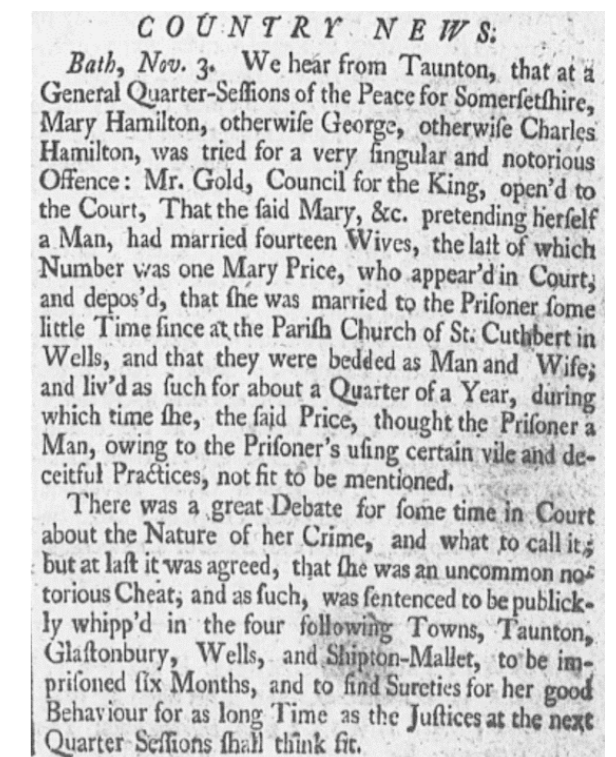 COUNTRY NEWS.
Bath, Nov. 3. We hear from Taunton, that at a
General Quarter-Seſſions of the Peace for Somerſetſhire,
Mary Hamilton, otherwiſe George, otherwiſe Charles
Hamilton, was tried for a very ſingular and notorious
Offence: Mr. Gold, Council for the King, open'd to
the Court, That the ſaid Mary, &c. pretending herſelf
a Man, had married fourteen Wives, the laſt of which
Number was one Mary Price, who appear'd in Court,
and depos'd, that ſhe was married to the Priſoner ſome
little Time ſince at the Pariſh Church of St. Cuthbert in
Wells, and that they were bedded as Man and Wife,
and liv'd as ſuch for about a Quarter of a Year, during
which time ſhe, the ſaid Price, thought the Priſoner a
Man, owing to the Priſoner's uſing certain vile and de-
ceitful Practices, not fit to be mentioned.
There was a great Debate for ſome time in Court
about the Nature of her Crime, and what to call it;
but at laſt it was agreed, that ſhe was an uncommon no-
torious Cheat, and as ſuch, was ſentenced to be publick-
ly whipp'd in the four following Towns, Taunton,
Glaſtonbury, Wells, and Shipton-Mallet, to be im-
priſoned ſix Months, and to find Sureties for her good
Behaviour for as long Time as the Juſtices at the next
Quarter Seſſions ſhall think fit.